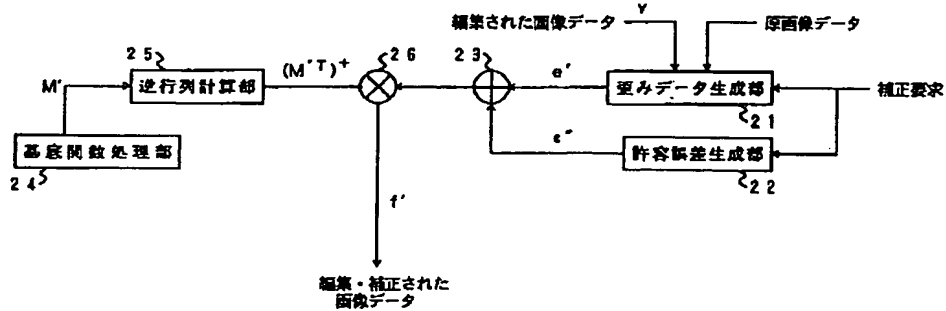 編集された画像データ
Y
原画像データ
25
(M'T)+
26
23
M'
逆行列計算部
e'
歪みデータ生成部
補正要求
21
基底関数処理部
24
ε"
許容誤差生成部
22
f'
編集・補正された
画像データ